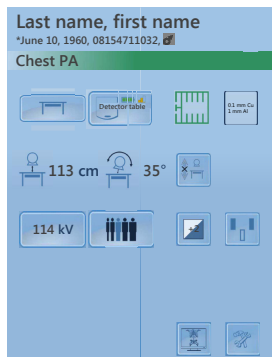 Last name, first name
*June 10, 1960, 08154711032,
Chest PA
Detector table
0.1 mm Cu
1 mm Al
113 cm 35°
114 kV
+2